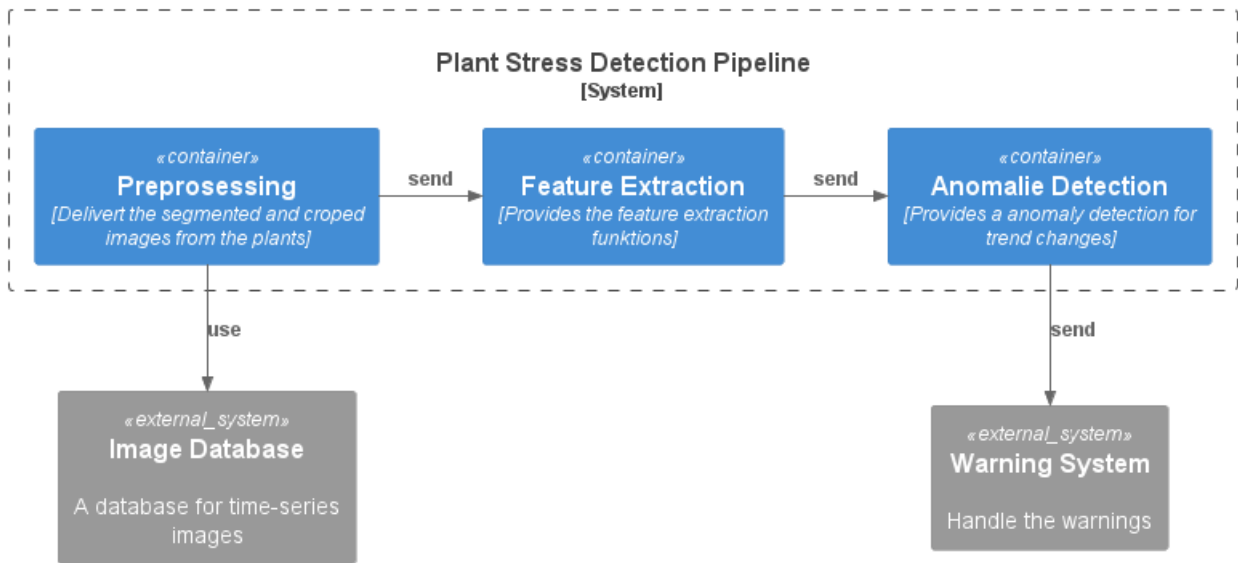 Plant Stress Detection Pipeline
[System]
«container»
Preprosessing
[Delivert the segmented and croped
images from the plants]
send
«container»
Feature Extraction
[Provides the feature extraction
funktions]
send
«container»
Anomalie Detection
[Provides a anomaly detection for
trend changes]
use
send
«external_system»
Image Database
A database for time-series
images
«external_system»
Warning System
Handle the warnings